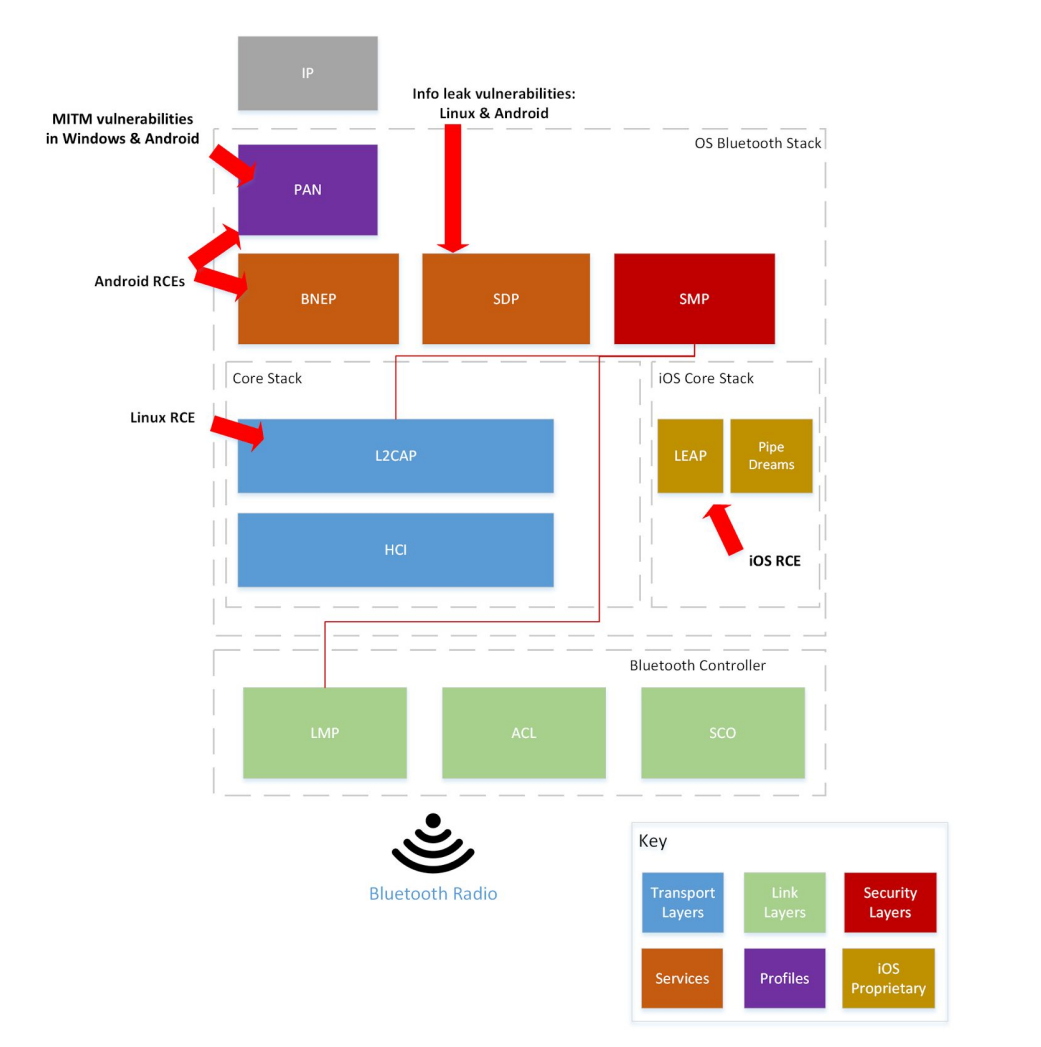 IP
Info leak vulnerabilities:
Linux & Android
MITM vulnerabilities
in Windows & Android
OS Bluetooth Stack
PAN
Android RCEs
BNEP
SDP
SMP
Core Stack
iOS Core Stack
Linux RCE
L2CAP
LEAP
Pipe
Dreams
HCI
iOS RCE
Bluetooth Controller
LMP
ACL
SCO
Bluetooth Radio
Key
Transport
Layers
Link
Layers
Security
Layers
Services
Profiles
iOS
Proprietary